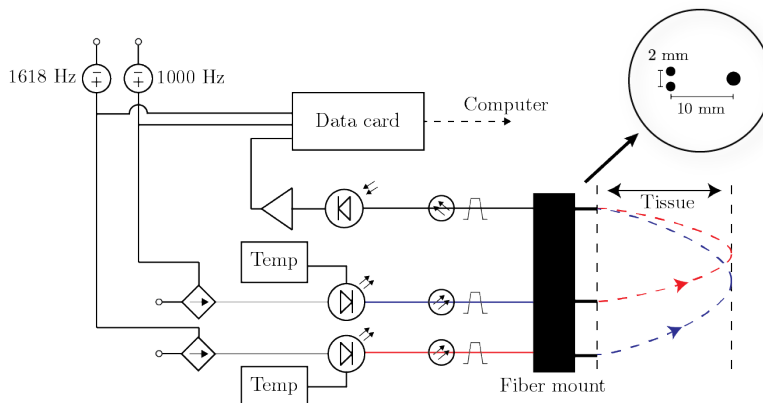 1618 Hz
1000 Hz
2 mm
10 mm
Computer
Data card
Tissue
Temp
Temp
Fiber mount